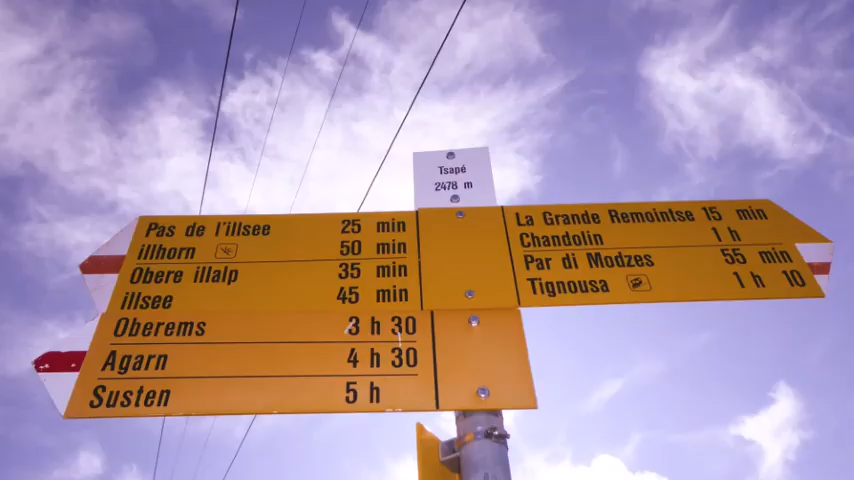 Tsapé
2478 m
Pas de l'illsee 25 min
illhorn 50 min
Obere illalp 35 min
illsee 45 min
Oberems 3 h 30
Agarn 4 h 30
Susten 5 h
La Grande Remointse 15 min
Chandolin 1 h
Par di Modzes 55 min
Tignousa 1 h 10